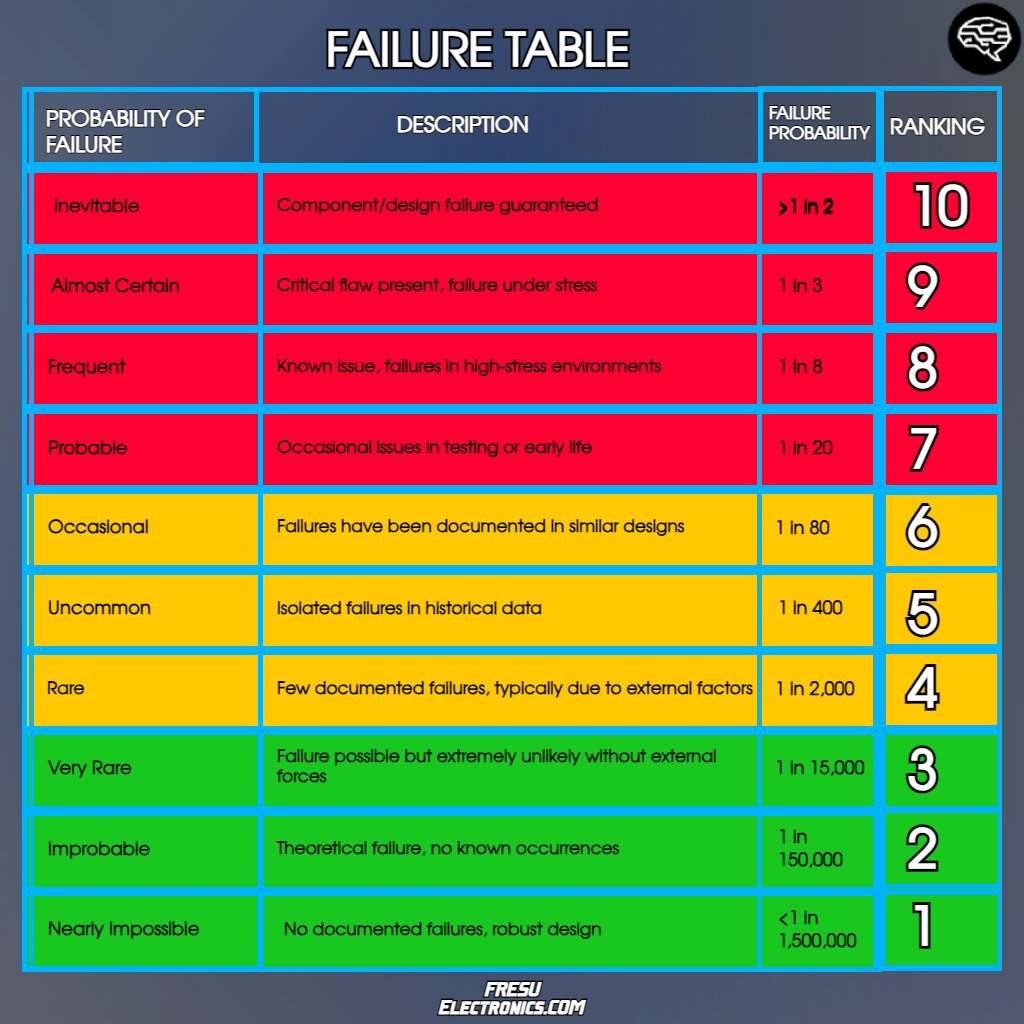 FAILURE TABLE
PROBABILITY OF
FAILURE
DESCRIPTION
FAILURE
PROBABILITY
RANKING
Inevitable
Component/design failure guaranteed
>1 in 2
10
Almost Certain
Critical flaw present, failure under stress
1 in 3
9
Frequent
Known issue, failures in high-stress environments
1 in 8
8
Probable
Occasional issues in testing or early life
1 in 20
7
Occasional
Failures have been documented in similar designs
1 in 80
6
Uncommon
Isolated failures in historical data
1 in 400
5
Rare
Few documented failures, typically due to external factors
1 in 2,000
4
Very Rare
Failure possible but extremely unlikely without external
forces
1 in 15,000
3
Improbable
Theoretical failure, no known occurrences
1 in
150,000
2
Nearly Impossible
No documented failures, robust design
<1 in
1,500,000
1
FRESU
ELECTRONICS.COM